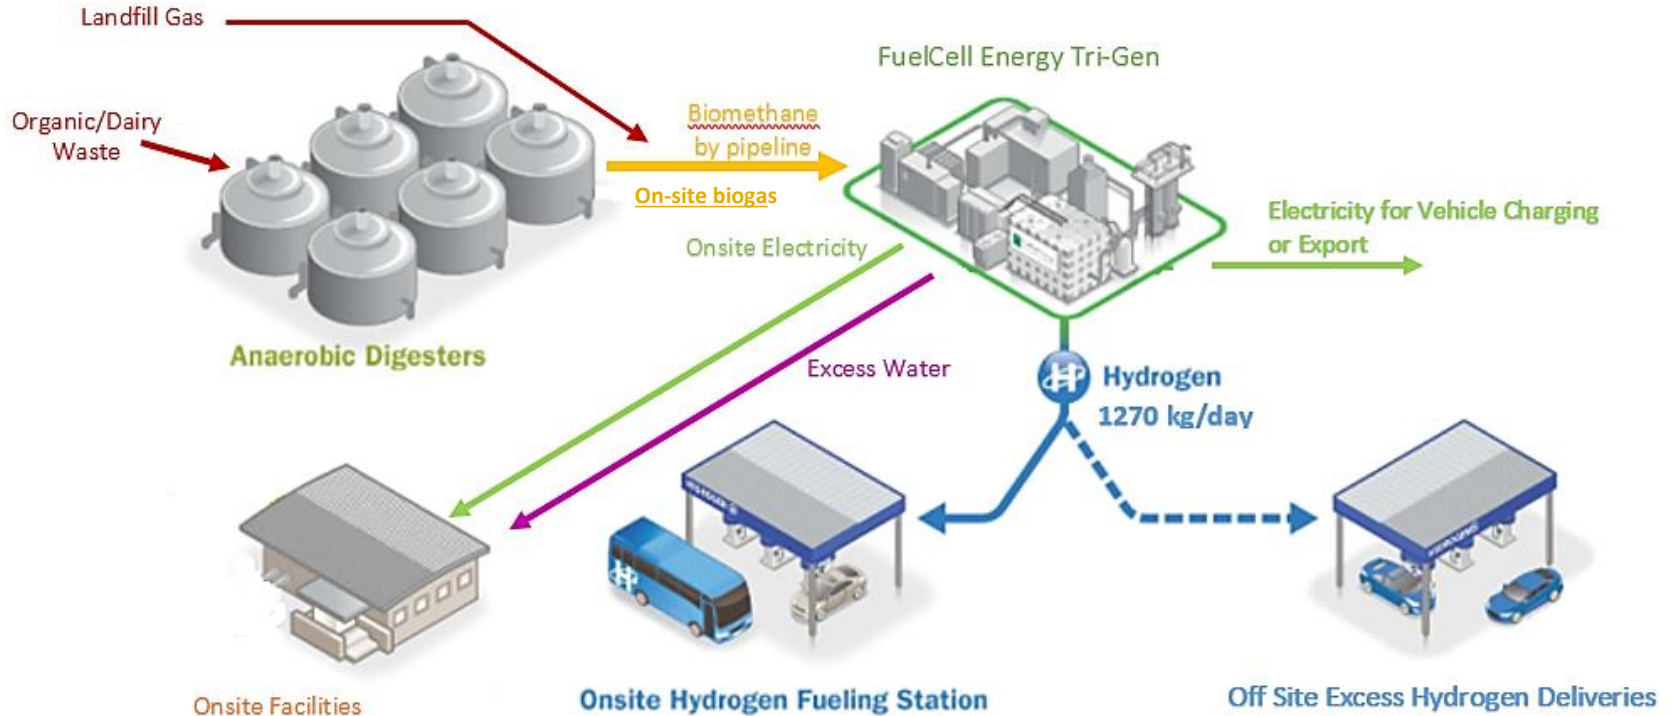 Landfill Gas
FuelCell Energy Tri-Gen
Organic/Dairy
Waste
Biomethane
by pipeline
On-site biogas
Onsite Electricity
Electricity for Vehicle Charging
or Export
Anaerobic Digesters
Excess Water
Hydrogen
1270 kg/day
Onsite Facilities
Onsite Hydrogen Fueling Station
Off Site Excess Hydrogen Deliveries